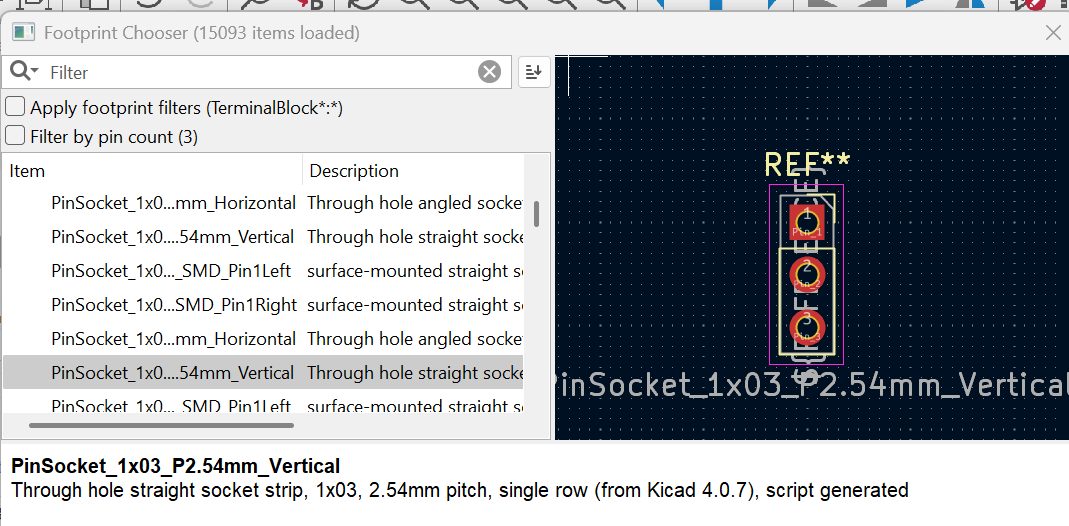 Footprint Chooser (15093 items loaded)
Filter
Apply footprint filters (TerminalBlock*:*)
Filter by pin count (3)
Item Description
PinSocket_1x0...mm_Horizontal Through hole angled socke
PinSocket_1x0....54mm_Vertical Through hole straight socke
PinSocket_1x0..._SMD_Pin1Left surface-mounted straight s
PinSocket_1x0...SMD_Pin1Right surface-mounted straight s
PinSocket_1x0...mm_Horizontal Through hole angled socke
PinSocket_1x0....54mm_Vertical Through hole straight socke
PinSocket_1x0..._SMD_Pin1Left surface-mounted straight s
REF**
1
Pin_1
2
Pin_2
3
Pin_3
PinSocket_1x03_P2.54mm_Vertical
PinSocket_1x03_P2.54mm_Vertical
Through hole straight socket strip, 1x03, 2.54mm pitch, single row (from Kicad 4.0.7), script generated